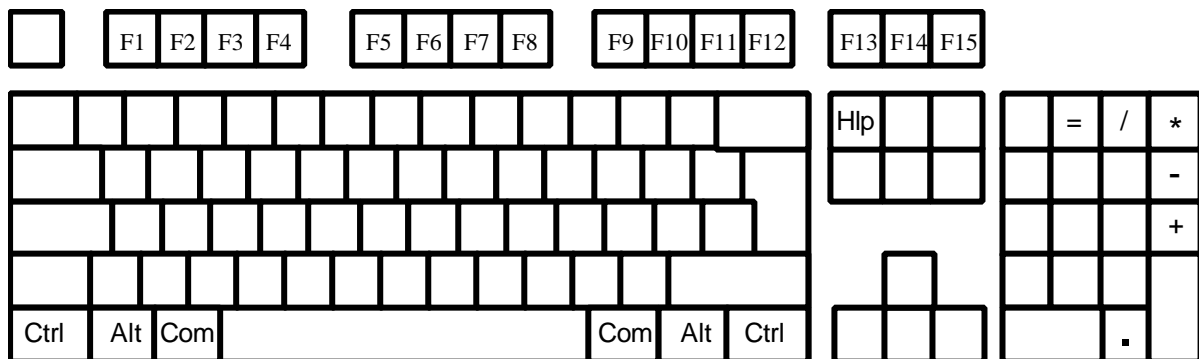 F1 F2 F3 F4 F5 F6 F7 F8 F9 F10 F11 F12 F13 F14 F15
Hlp = / *
-
+
Ctrl Alt Com Com Alt Ctrl .